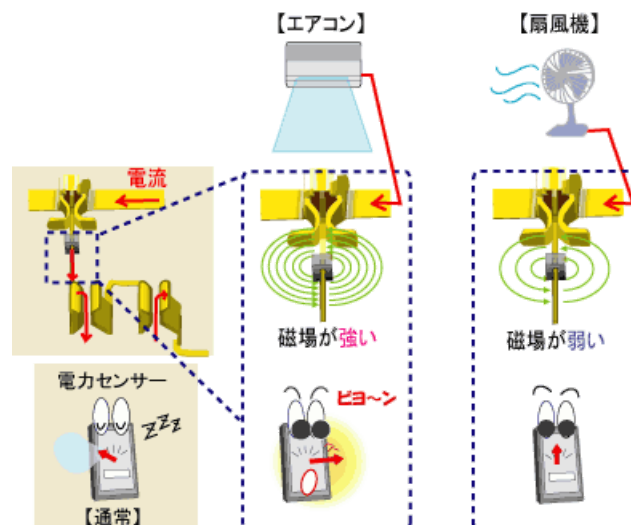 【エアコン】
【扇風機】
電流
磁場が強い
磁場が弱い
電力センサー
ZZZ
【通常】
ビヨ〜ン